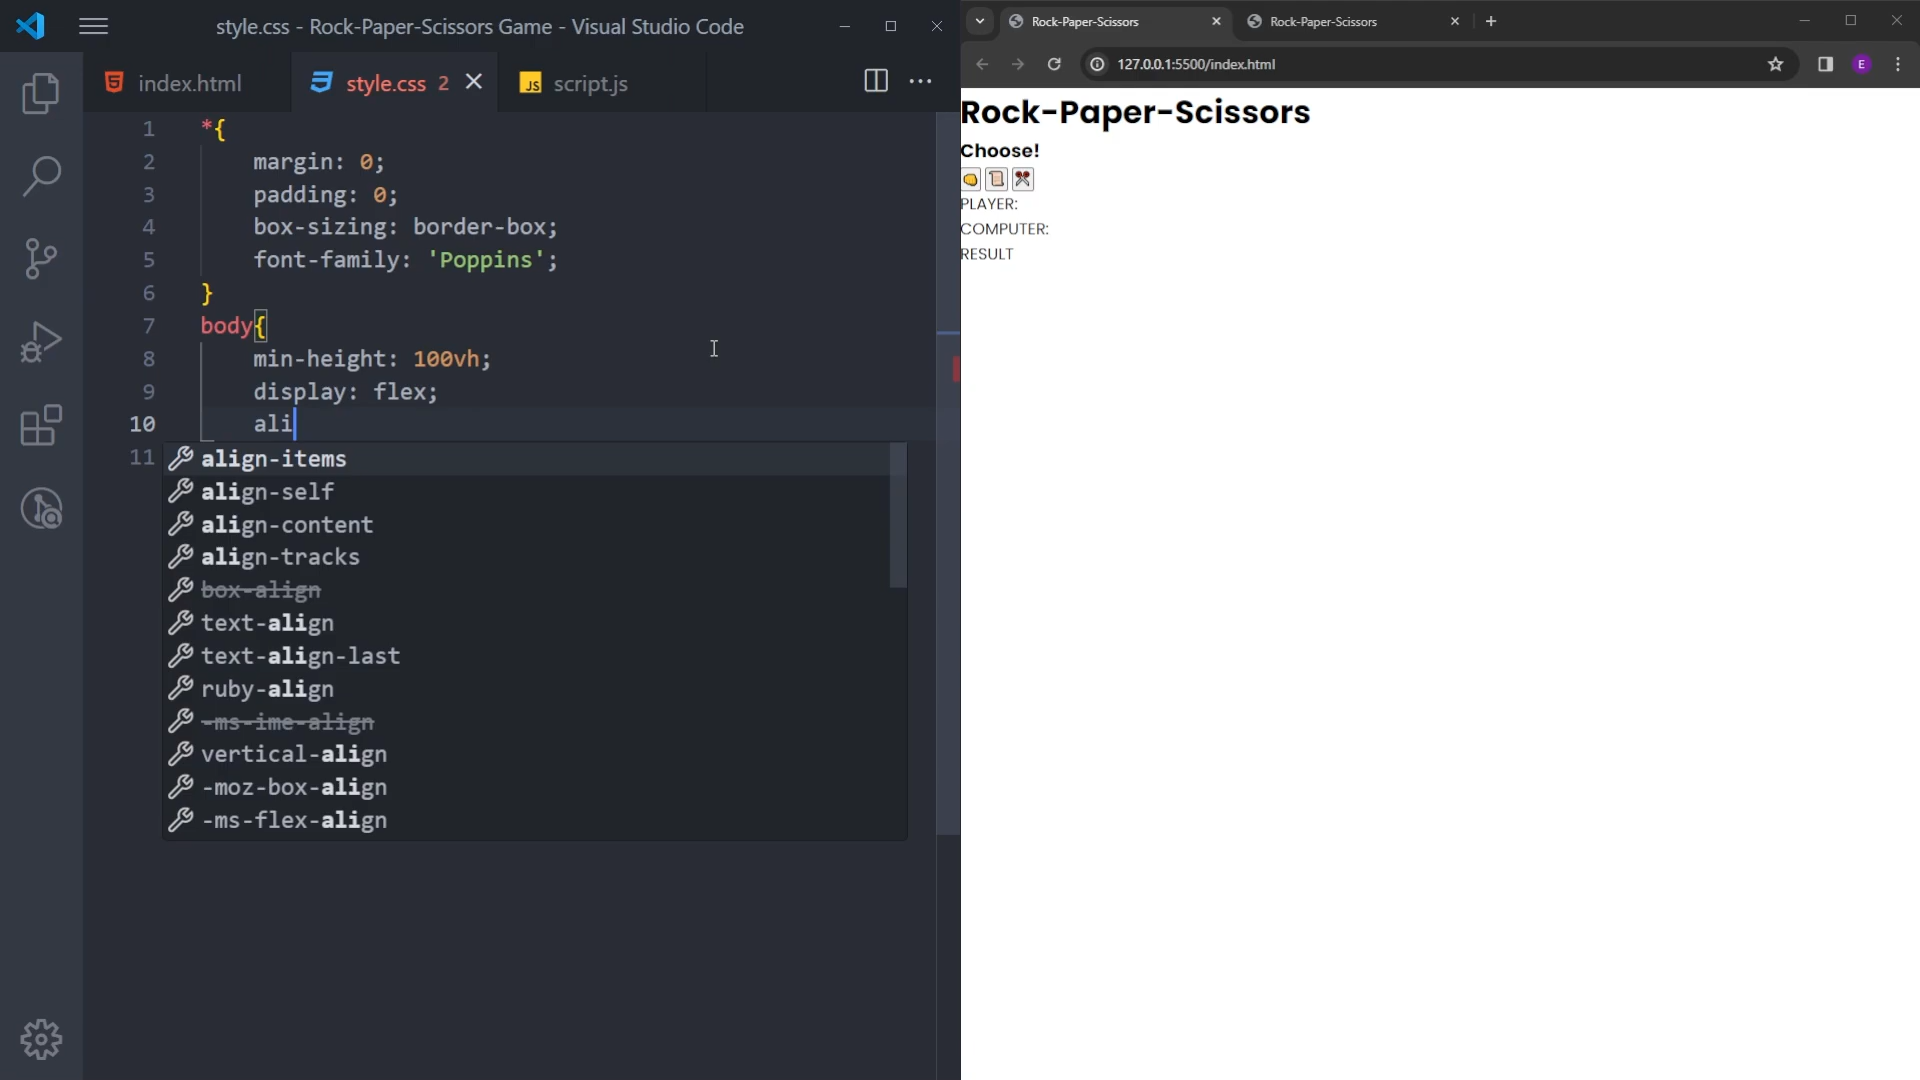 style.css - Rock-Paper-Scissors Game - Visual Studio Code
index.html
style.css 2
JS script.js
1 *{
2 margin: 0;
3 padding: 0;
4 box-sizing: border-box;
5 font-family: 'Poppins';
6 }
7 body{
8 min-height: 100vh;
9 display: flex;
10 ali
11
align-items
align-self
align-content
align-tracks
box-align
text-align
text-align-last
ruby-align
-ms-ime-align
vertical-align
-moz-box-align
-ms-flex-align
Rock-Paper-Scissors
Rock-Paper-Scissors
127.0.0.1:5500/index.html
E
Rock-Paper-Scissors
Choose!
PLAYER:
COMPUTER:
RESULT